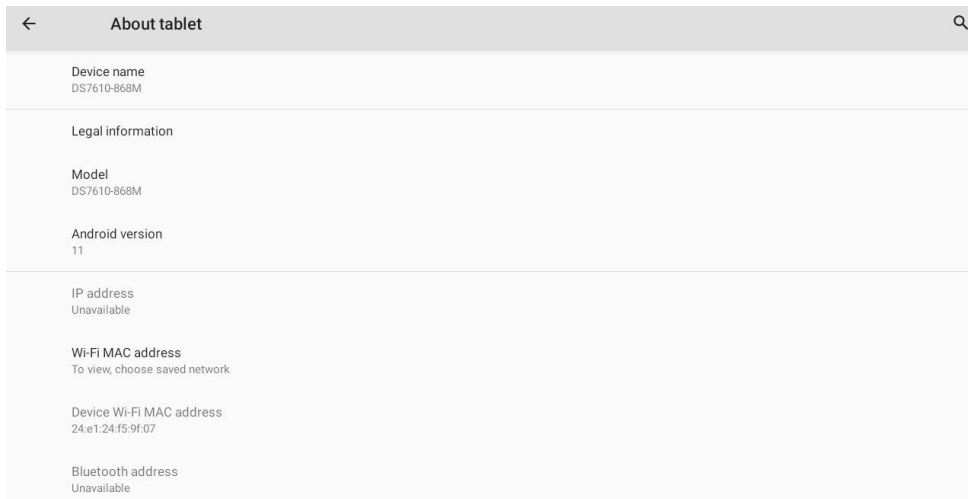 About tablet
Device name
DS7610-868M
Legal information
Model
DS7610-868M
Android version
11
IP address
Unavailable
Wi-Fi MAC address
To view, choose saved network
Device Wi-Fi MAC address
24:e1:24:f5:9f:07
Bluetooth address
Unavailable